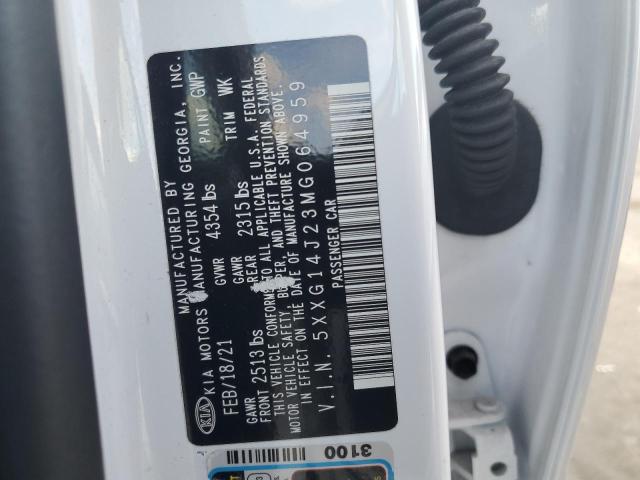 MANUFACTURED BY
KIA KIA MOTORS MANUFACTURING GEORGIA, INC.
FEB/18/21 GVWR 4354 lbs PAINT GWP
GAWR FRONT 2513 lbs GAWR REAR 2315 lbs TRIM WK
THIS VEHICLE CONFORMS TO ALL APPLICABLE U.S.A. FEDERAL
MOTOR VEHICLE SAFETY, BUMPER, AND THEFT PREVENTION STANDARDS
IN EFFECT ON THE DATE OF MANUFACTURE SHOWN ABOVE.
V.I.N. 5XXG14J23MG064959
PASSENGER CAR
3100